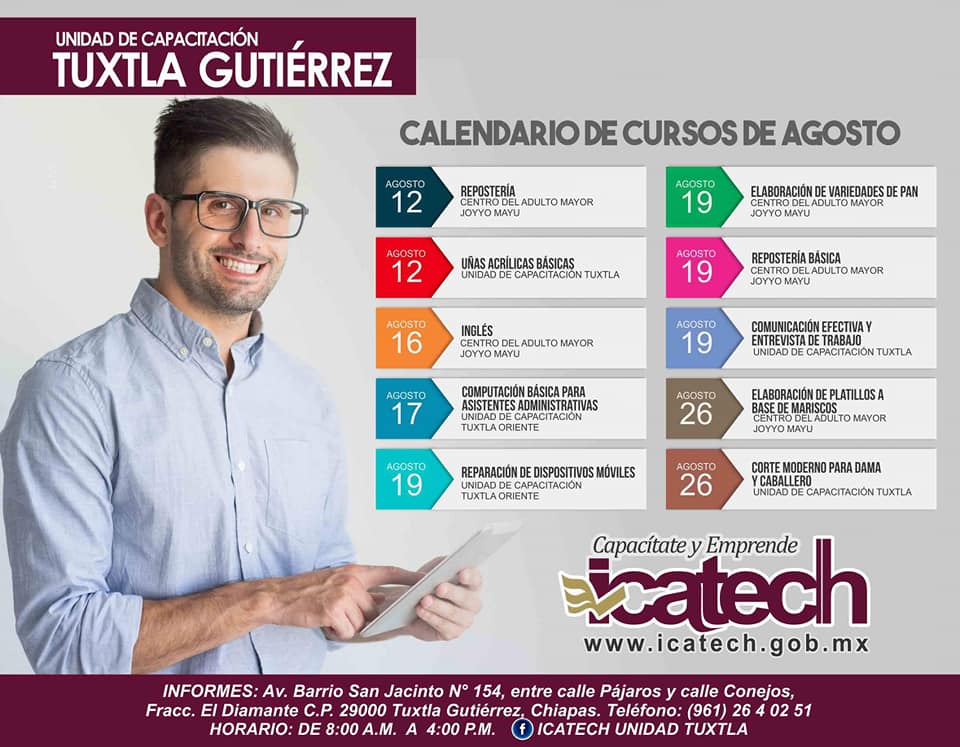 UNIDAD DE CAPACITACIÓN
TUXTLA GUTIÉRREZ
CALENDARIO DE CURSOS DE AGOSTO
AGOSTO
12
REPOSTERÍA
CENTRO DEL ADULTO MAYOR
JOYYO MAYU
AGOSTO
12
UÑAS ACRÍLICAS BÁSICAS
UNIDAD DE CAPACITACIÓN TUXTLA
AGOSTO
16
INGLÉS
CENTRO DEL ADULTO MAYOR
JOYYO MAYU
AGOSTO
17
COMPUTACIÓN BÁSICA PARA
ASISTENTES ADMINISTRATIVAS
UNIDAD DE CAPACITACIÓN
TUXTLA ORIENTE
AGOSTO
19
REPARACIÓN DE DISPOSITIVOS MÓVILES
UNIDAD DE CAPACITACIÓN
TUXTLA ORIENTE
AGOSTO
19
ELABORACIÓN DE VARIEDADES DE PAN
CENTRO DEL ADULTO MAYOR
JOYYO MAYU
AGOSTO
19
REPOSTERÍA BÁSICA
CENTRO DEL ADULTO MAYOR
JOYYO MAYU
AGOSTO
19
COMUNICACIÓN EFECTIVA Y
ENTREVISTA DE TRABAJO
UNIDAD DE CAPACITACIÓN TUXTLA
AGOSTO
26
ELABORACIÓN DE PLATILLOS A
BASE DE MARISCOS
CENTRO DEL ADULTO MAYOR
JOYYO MAYU
AGOSTO
26
CORTE MODERNO PARA DAMA
Y CABALLERO
UNIDAD DE CAPACITACIÓN TUXTLA
Capacítate y Emprende
icatech
www.icatech.gob.mx
INFORMES: Av. Barrio San Jacinto N° 154, entre calle Pájaros y calle Conejos,
Fracc. El Diamante C.P. 29000 Tuxtla Gutiérrez, Chiapas. Teléfono: (961) 26 4 02 51
HORARIO: DE 8:00 A.M. A 4:00 P.M. f ICATECH UNIDAD TUXTLA